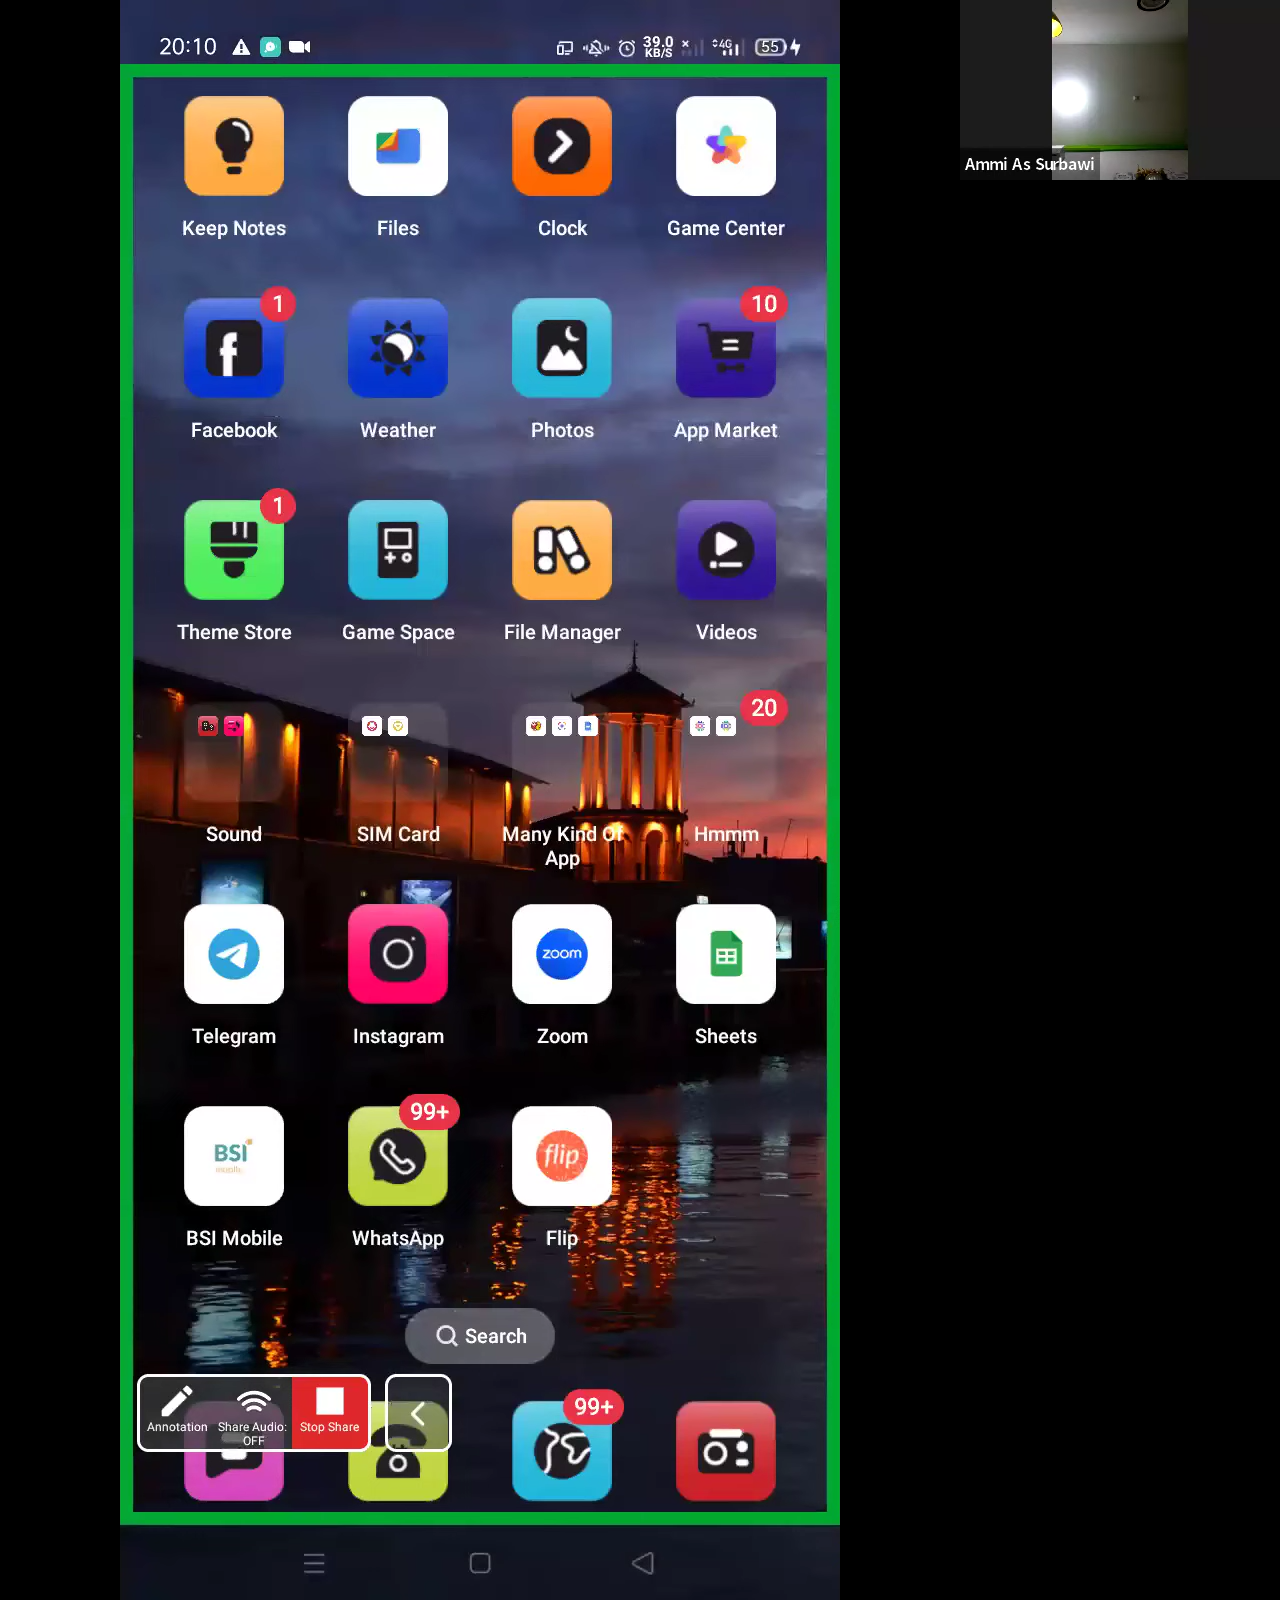 20:10
39.0
KB/S
4G
55
Ammi As Surbawi
Keep Notes
Files
Clock
Game Center
1
10
Facebook
Weather
Photos
App Market
1
Theme Store
Game Space
File Manager
Videos
20
Sound
SIM Card
Many Kind Of
App
Hmmm
zoom
Telegram
Instagram
Zoom
Sheets
BSI
99+
flip
BSI Mobile
WhatsApp
Flip
Search
Annotation
Share Audio:
OFF
Stop Share
99+